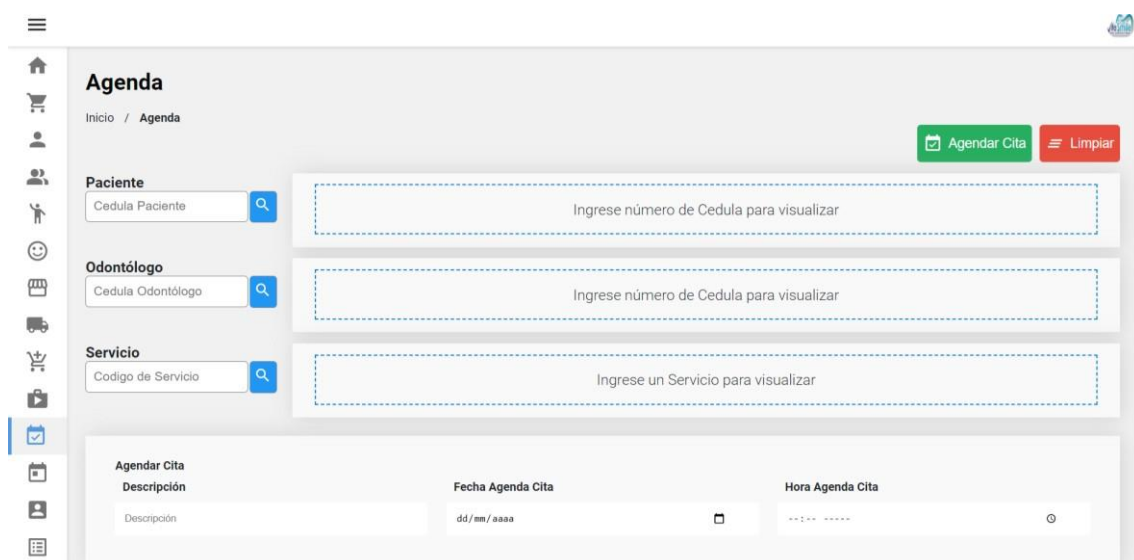 Agenda
Inicio / Agenda
Agendar Cita
Limpiar
Paciente
Cedula Paciente
Ingrese número de Cedula para visualizar
Odontólogo
Cedula Odontólogo
Ingrese número de Cedula para visualizar
Servicio
Codigo de Servicio
Ingrese un Servicio para visualizar
Agendar Cita
Descripción
Fecha Agenda Cita
Hora Agenda Cita
Descripción
dd/mm/aaaa
--:-- -----